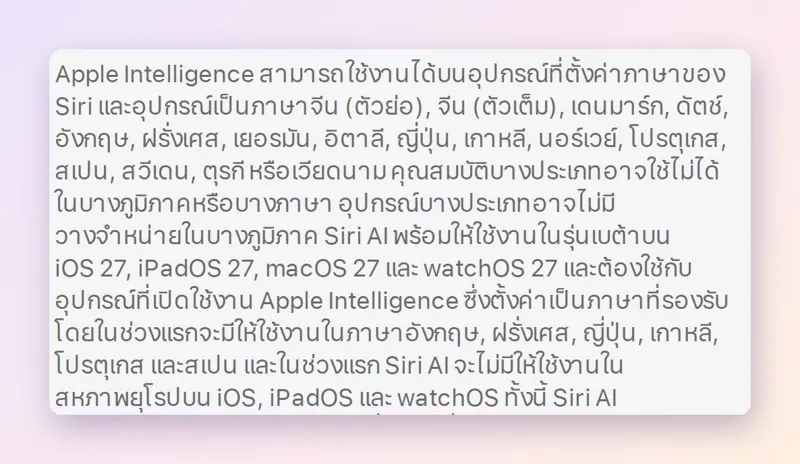 Apple Intelligence สามารถใช้งานได้บนอุปกรณ์ที่ตั้งค่าภาษาของ
Siri และอุปกรณ์เป็นภาษาจีน (ตัวย่อ), จีน (ตัวเต็ม), เดนมาร์ก, ดัตช์,
อังกฤษ, ฝรั่งเศส, เยอรมัน, อิตาลี, ญี่ปุ่น, เกาหลี, นอร์เวย์, โปรตุเกส,
สเปน, สวีเดน, ตุรกี หรือเวียดนาม คุณสมบัติบางประเภทอาจใช้ไม่ได้
ในบางภูมิภาคหรือบางภาษา อุปกรณ์บางประเภทอาจไม่มี
วางจำหน่ายในบางภูมิภาค Siri AI พร้อมให้ใช้งานในรุ่นเบต้าบน
iOS 27, iPadOS 27, macOS 27 และ watchOS 27 และต้องใช้กับ
อุปกรณ์ที่เปิดใช้งาน Apple Intelligence ซึ่งตั้งค่าเป็นภาษาที่รองรับ
โดยในช่วงแรกจะมีให้ใช้งานในภาษาอังกฤษ, ฝรั่งเศส, ญี่ปุ่น, เกาหลี,
โปรตุเกส และสเปน และในช่วงแรก Siri AI จะไม่มีให้ใช้งานใน
สหภาพยุโรปบน iOS, iPadOS และ watchOS ทั้งนี้ Siri AI